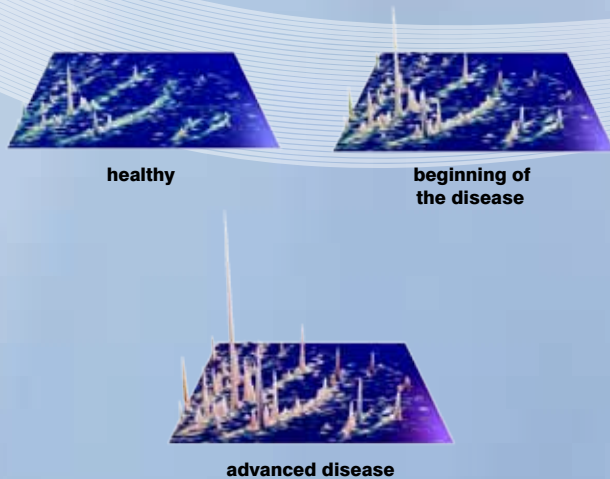 healthy
beginning of
the disease
advanced disease